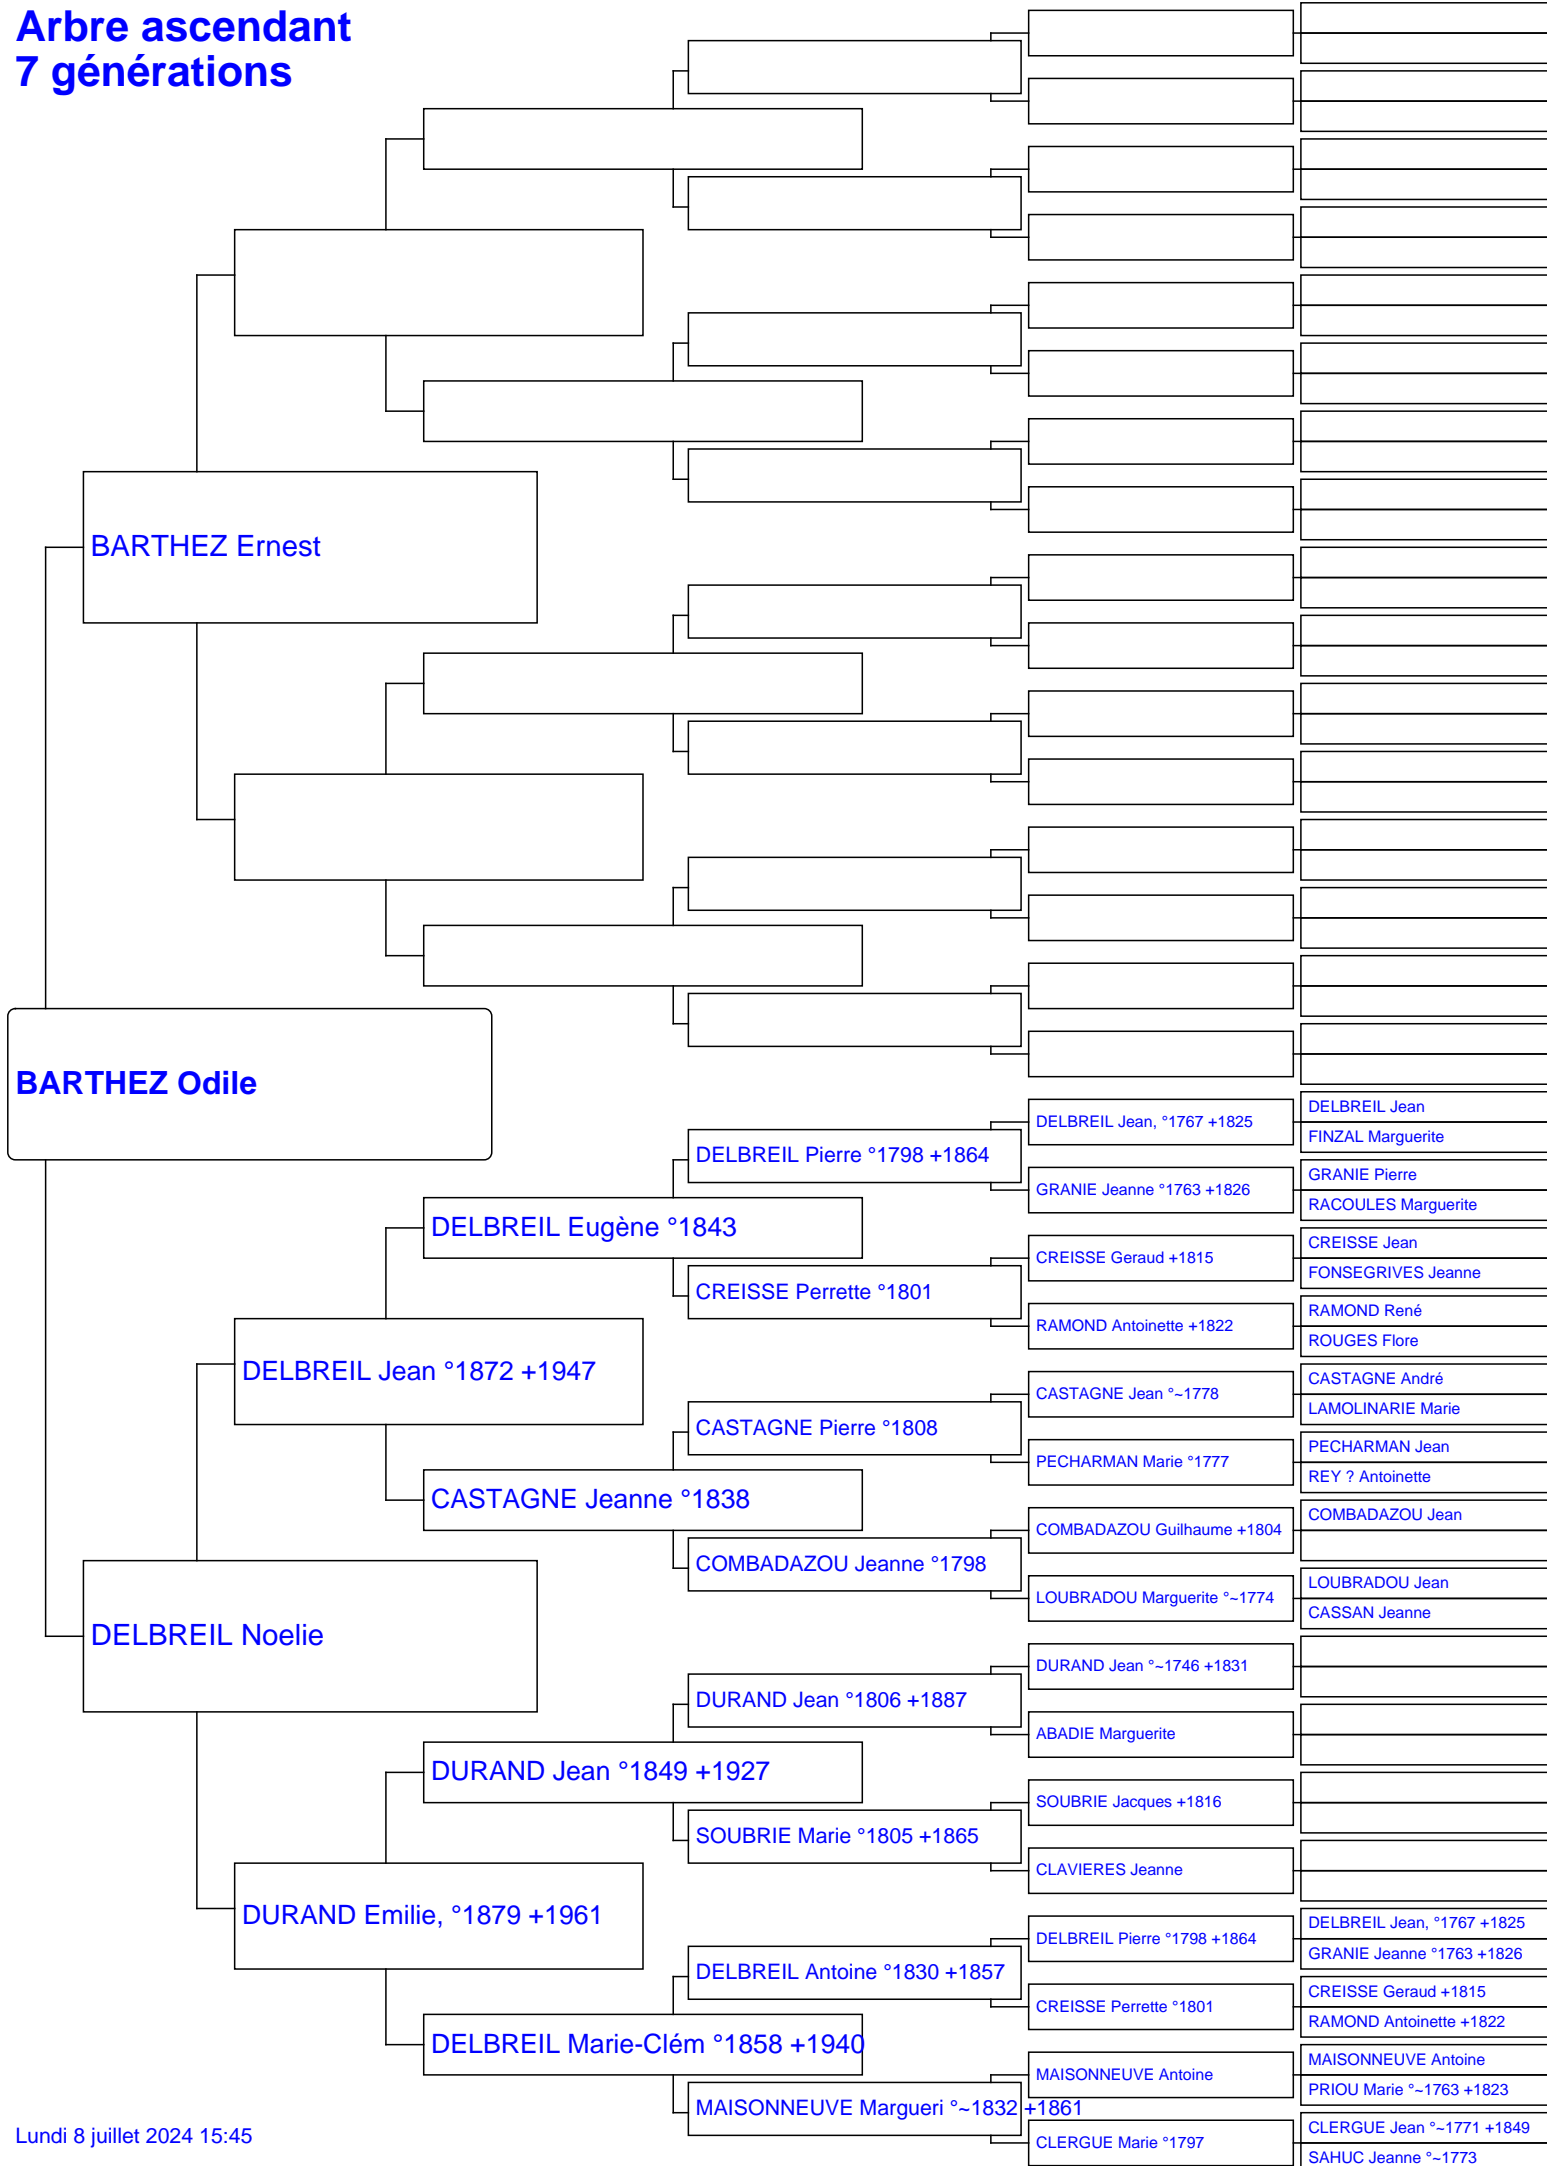 Arbre ascendant
7 générations
BARTHEZ Ernest
BARTHEZ Odile
DELBREIL Jean
DELBREIL Jean, °1767 +1825
FINZAL Marguerite
DELBREIL Pierre °1798 +1864
GRANIE Pierre
GRANIE Jeanne °1763 +1826
RACOULES Marguerite
DELBREIL Eugène °1843
CREISSE Jean
CREISSE Geraud +1815
FONSEGRIVES Jeanne
CREISSE Perrette °1801
RAMOND René
RAMOND Antoinette +1822
ROUGES Flore
DELBREIL Jean °1872 +1947
CASTAGNE André
CASTAGNE Jean °~1778
LAMOLINARIE Marie
CASTAGNE Pierre °1808
PECHARMAN Jean
PECHARMAN Marie °1777
REY ? Antoinette
CASTAGNE Jeanne °1838
COMBADAZOU Jean
COMBADAZOU Guilhaume +1804
COMBADAZOU Jeanne °1798
LOUBRADOU Jean
LOUBRADOU Marguerite °~1774
CASSAN Jeanne
DELBREIL Noelie
DURAND Jean °~1746 +1831
DURAND Jean °1806 +1887
ABADIE Marguerite
DURAND Jean °1849 +1927
SOUBRIE Jacques +1816
SOUBRIE Marie °1805 +1865
CLAVIERES Jeanne
DURAND Emilie, °1879 +1961
DELBREIL Jean, °1767 +1825
DELBREIL Pierre °1798 +1864
GRANIE Jeanne °1763 +1826
DELBREIL Antoine °1830 +1857
CREISSE Geraud +1815
CREISSE Perrette °1801
RAMOND Antoinette +1822
DELBREIL Marie-Clém °1858 +1940
MAISONNEUVE Antoine
MAISONNEUVE Antoine
PRIOU Marie °~1763 +1823
MAISONNEUVE Margueri °~1832 +1861
CLERGUE Jean °~1771 +1849
CLERGUE Marie °1797
SAHUC Jeanne °~1773
Lundi 8 juillet 2024 15:45